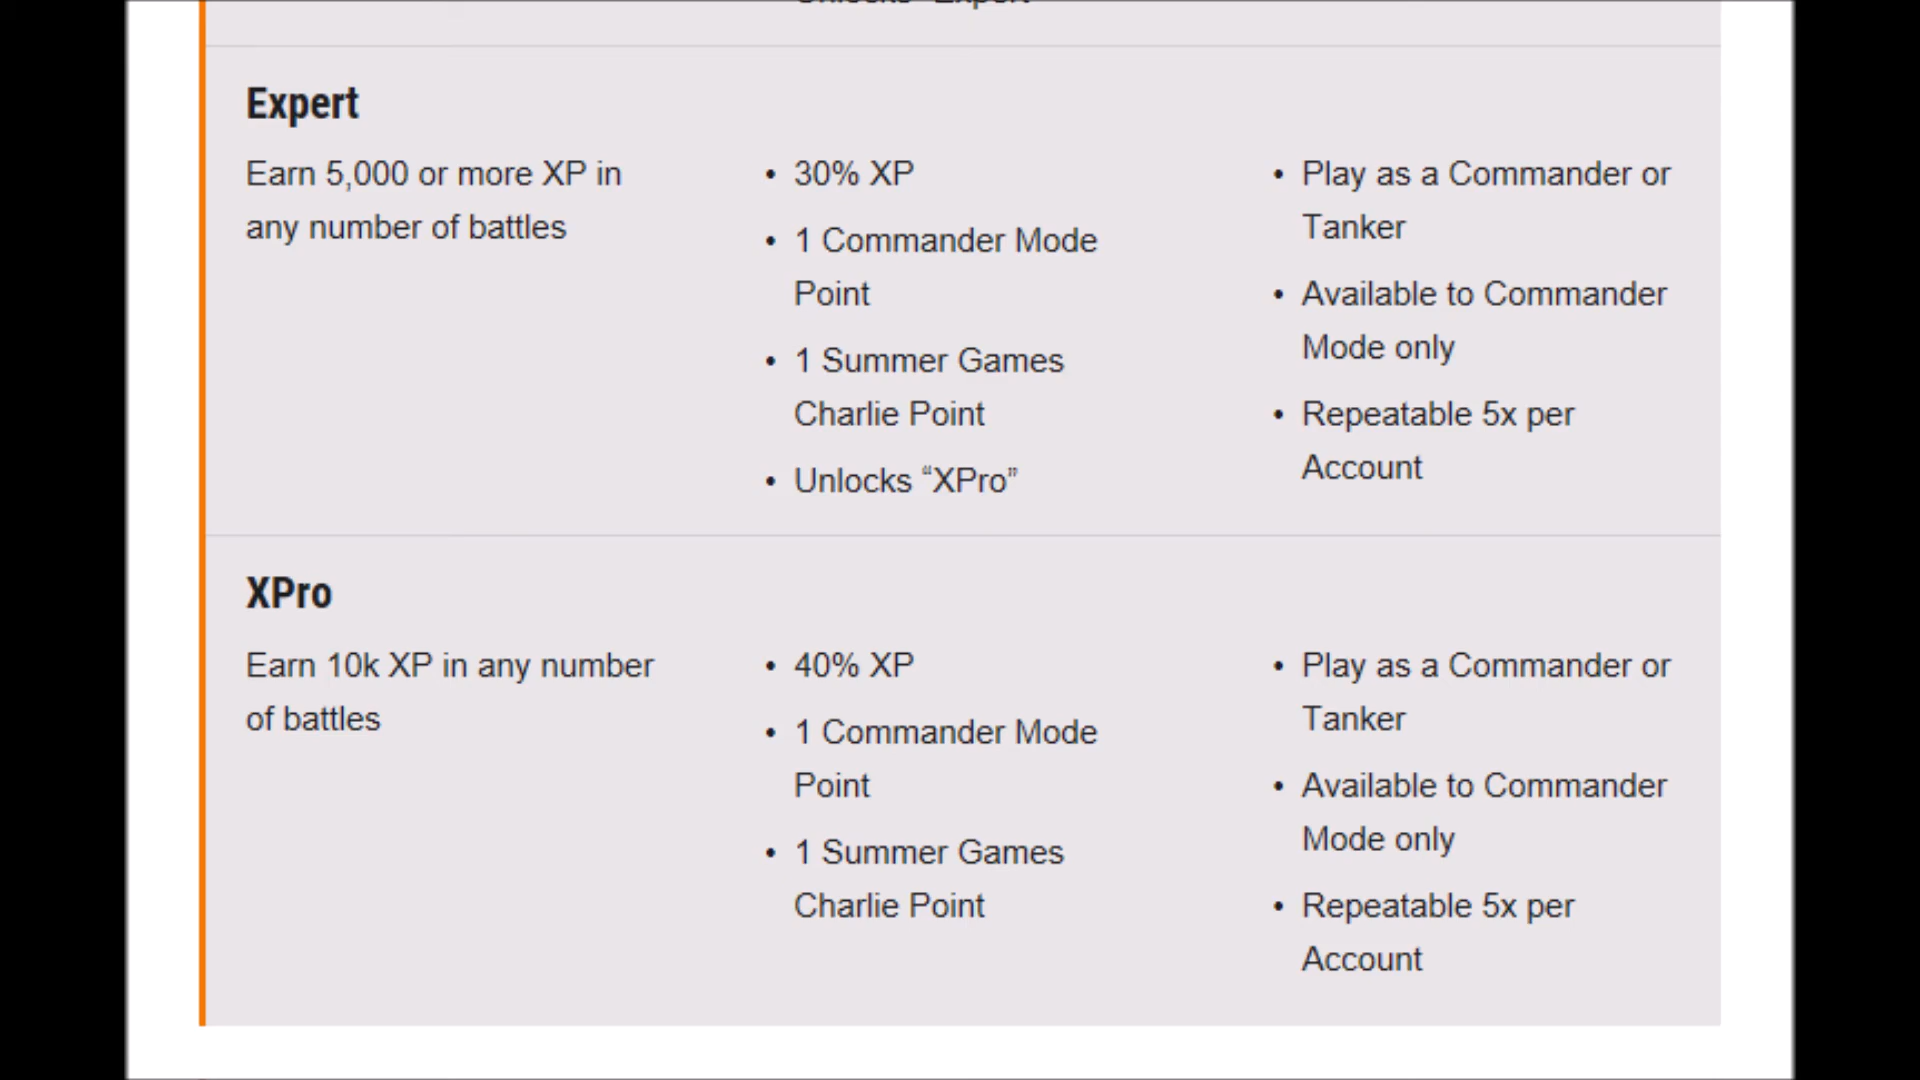 Expert
Earn 5,000 or more XP in
any number of battles
• 30% XP
• 1 Commander Mode
Point
• 1 Summer Games
Charlie Point
• Unlocks “XPro”
• Play as a Commander or
Tanker
• Available to Commander
Mode only
• Repeatable 5x per
Account
XPro
Earn 10k XP in any number
of battles
• 40% XP
• 1 Commander Mode
Point
• 1 Summer Games
Charlie Point
• Play as a Commander or
Tanker
• Available to Commander
Mode only
• Repeatable 5x per
Account